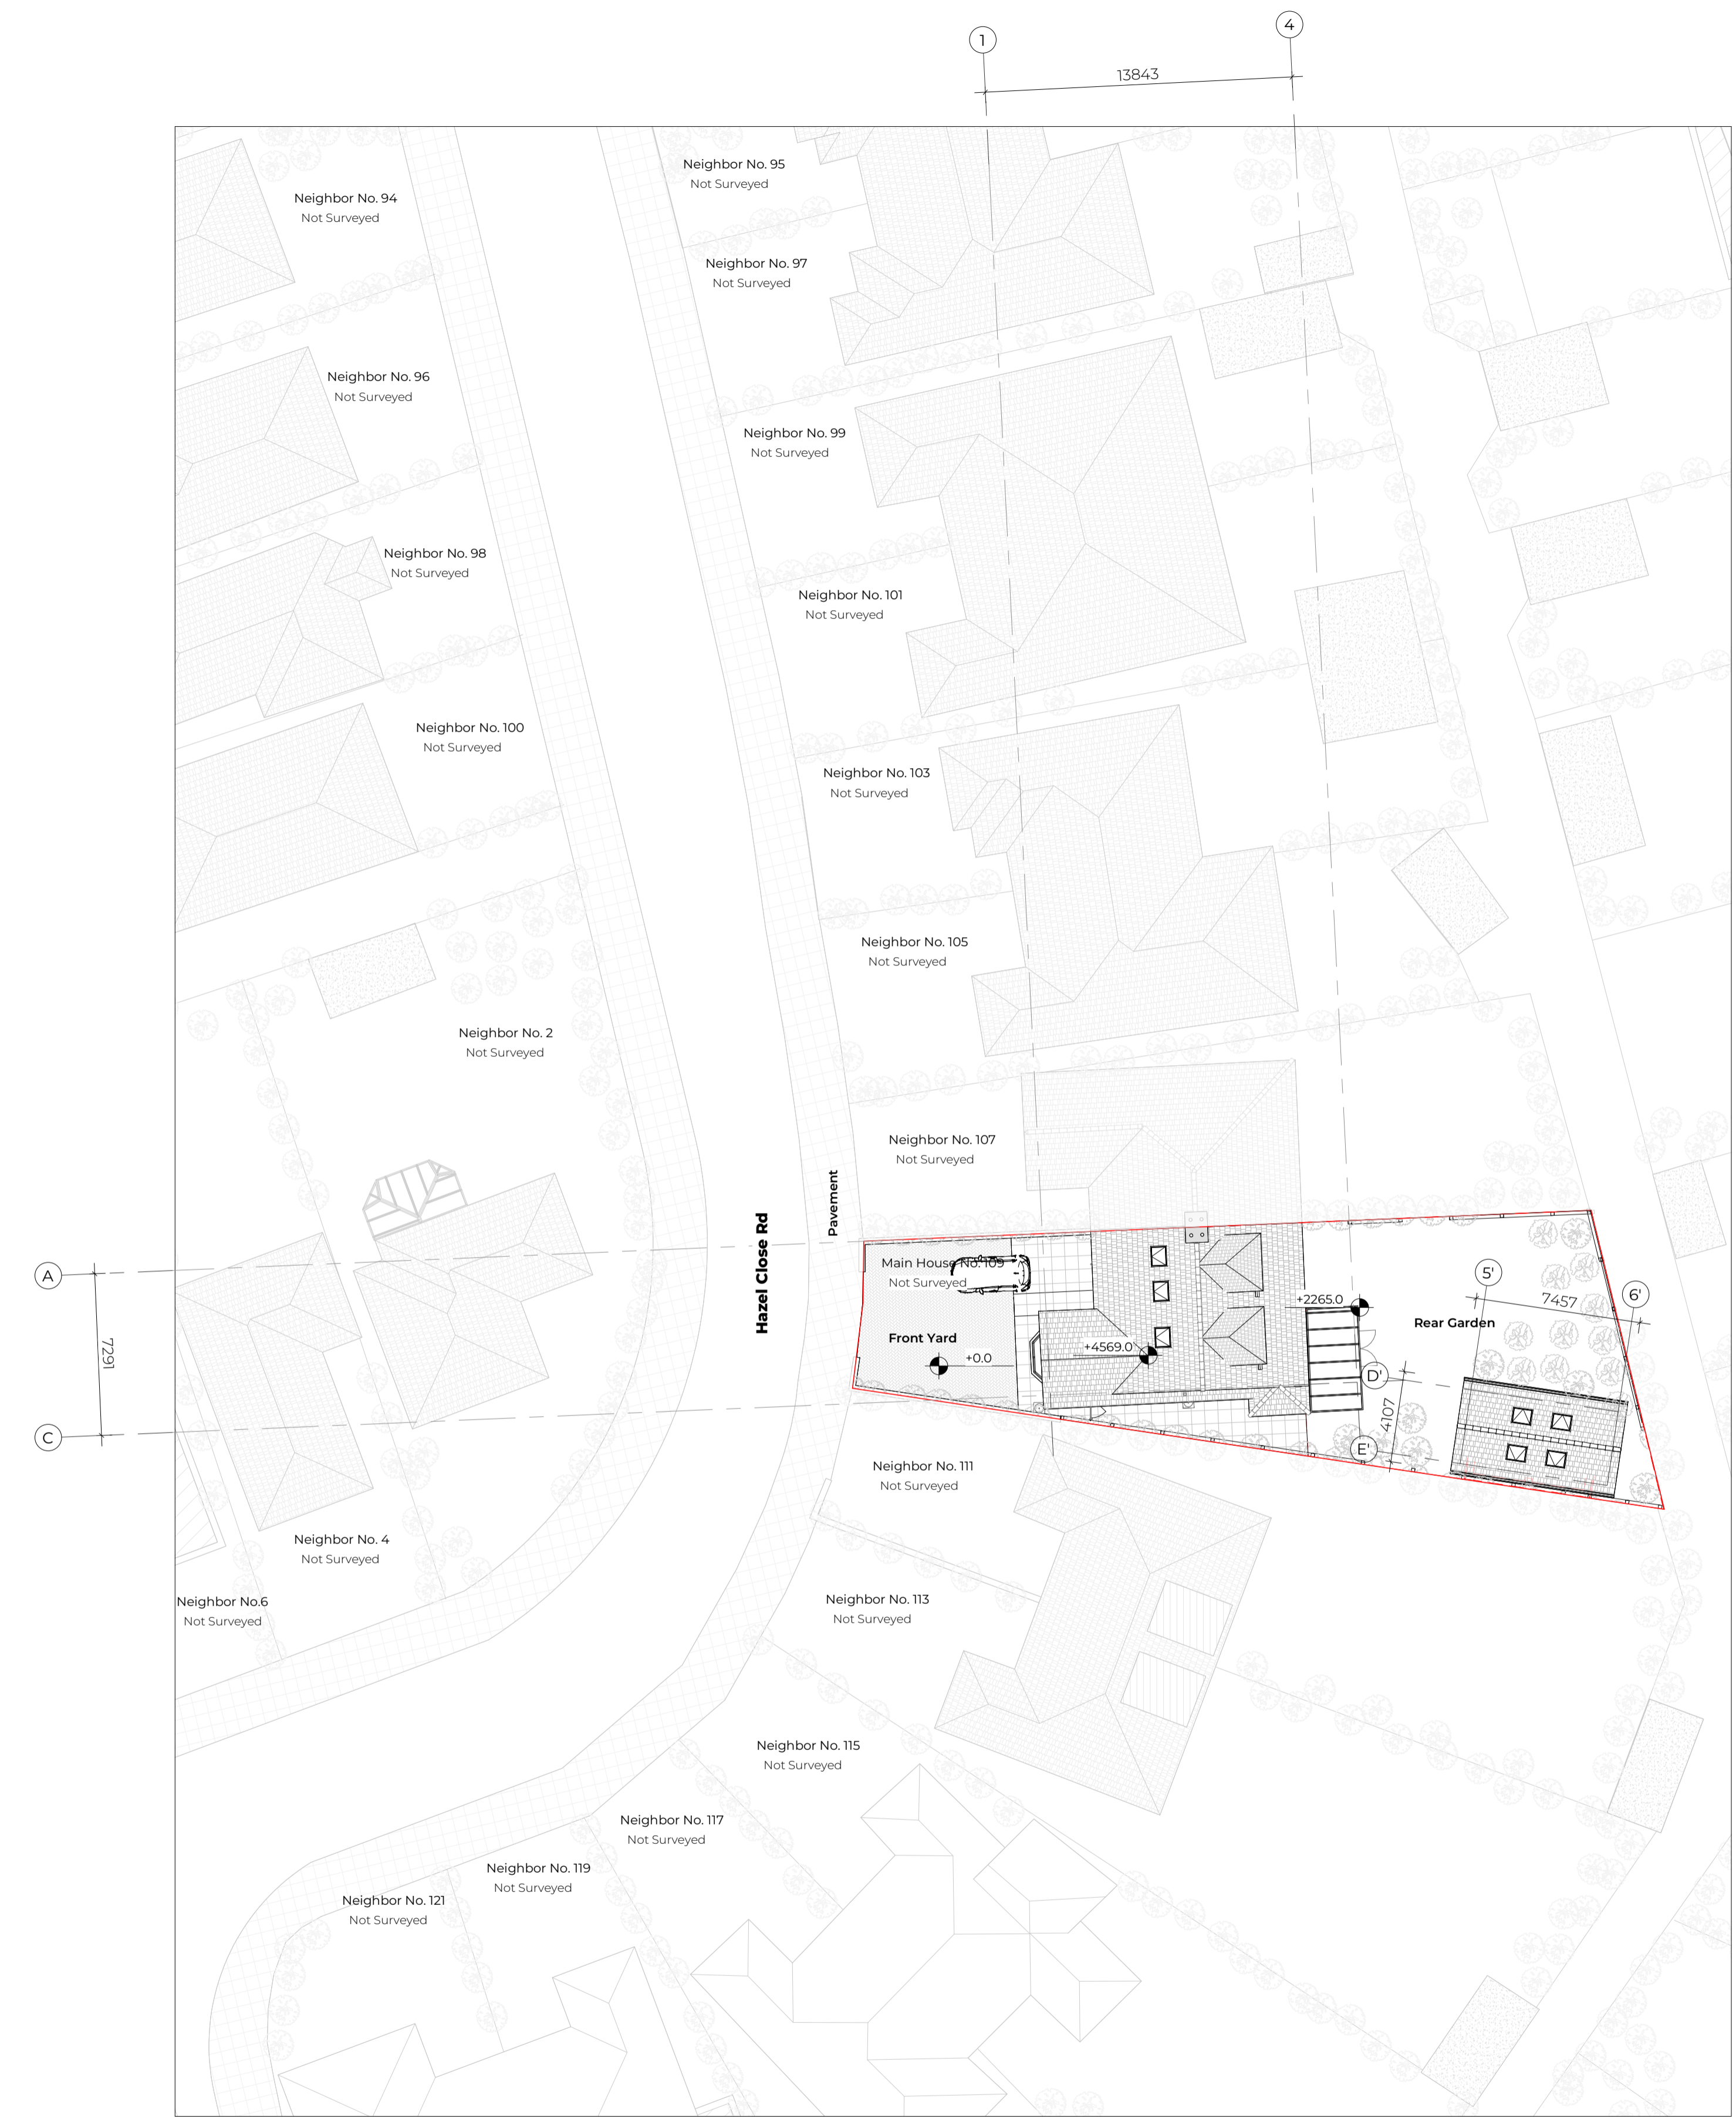 1
4
13843
Neighbor No. 95
Not Surveyed
Neighbor No. 94
Not Surveyed
Neighbor No. 97
Not Surveyed
Neighbor No. 96
Not Surveyed
Neighbor No. 99
Not Surveyed
Neighbor No. 98
Not Surveyed
Neighbor No. 101
Not Surveyed
Neighbor No. 100
Not Surveyed
Neighbor No. 103
Not Surveyed
Neighbor No. 105
Not Surveyed
Neighbor No. 2
Not Surveyed
Neighbor No. 107
Not Surveyed
Pavement
Hazel Close Rd
A
7291
C
Main House No. 109
Not Surveyed
Front Yard
+0.0
+4569.0
+2265.0
Rear Garden
5'
7457
6'
D'
4107
E'
Neighbor No. 111
Not Surveyed
Neighbor No. 4
Not Surveyed
Neighbor No.6
Not Surveyed
Neighbor No. 113
Not Surveyed
Neighbor No. 115
Not Surveyed
Neighbor No. 117
Not Surveyed
Neighbor No. 119
Not Surveyed
Neighbor No. 121
Not Surveyed